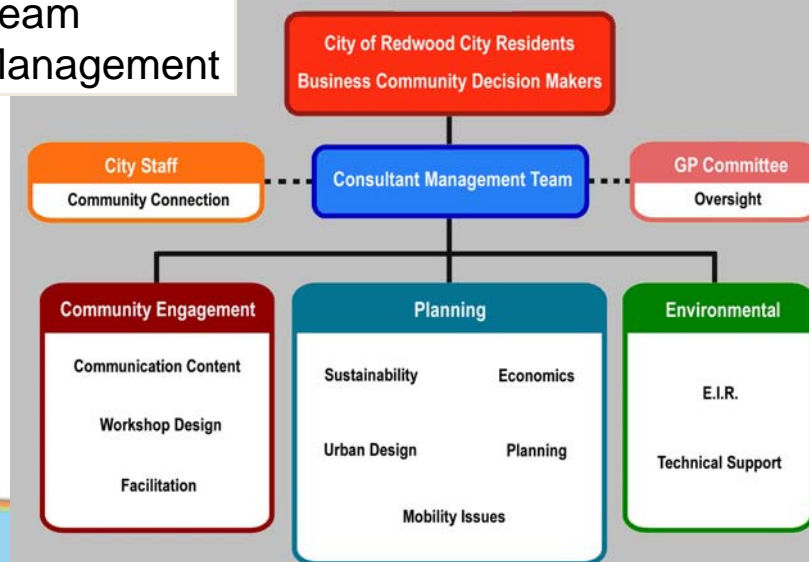 eam
anagement
City of Redwood City Residents
Business Community Decision Makers
City Staff
Community Connection
Consultant Management Team
GP Committee
Oversight
Community Engagement
Communication Content
Workshop Design
Facilitation
Planning
Sustainability Economics
Urban Design Planning
Mobility Issues
Environmental
E.I.R.
Technical Support